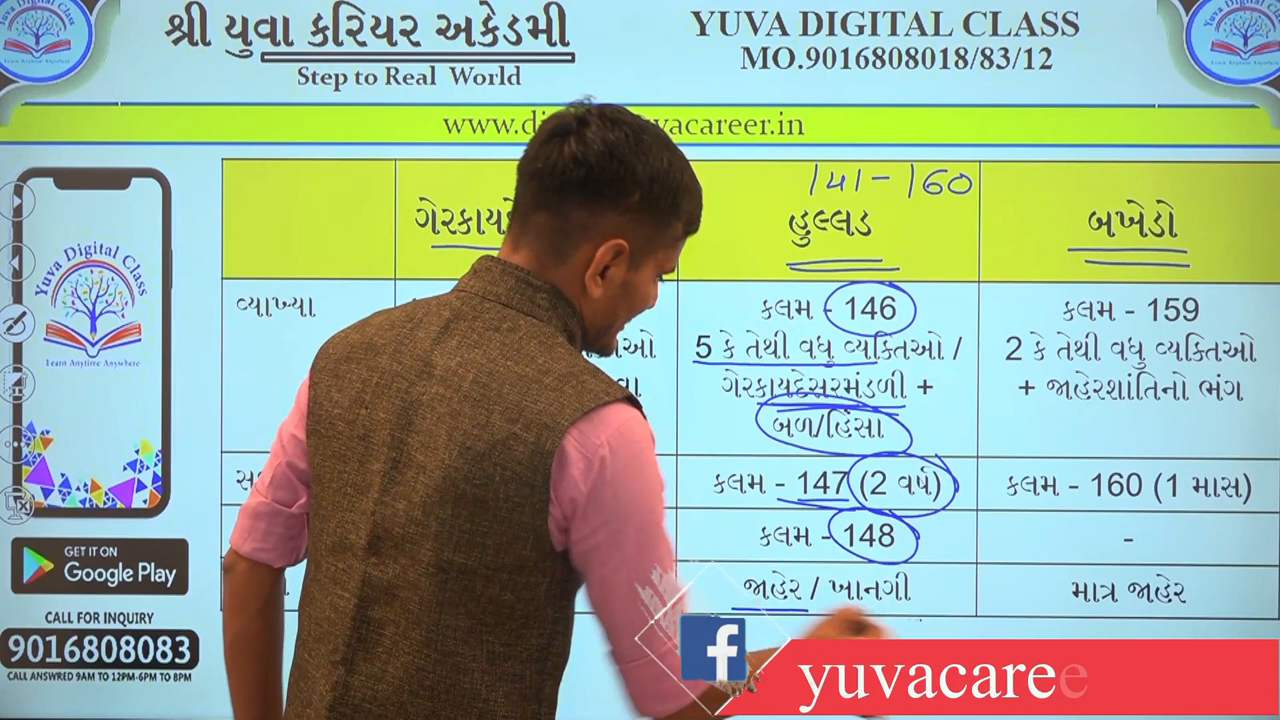 શ્રી યુવા કરિયર અકેડમી
Step to Real World
YUVA DIGITAL CLASS
MO.9016808018/83/12
Yuva Digital Class
Learn Anytime Anywhere
GET IT ON
Google Play
CALL FOR INQUIRY
9016808083
CALL ANSWRED 9AM TO 12PM-6PM TO 8PM
141 - 160
હુલ્લડ
બખેડો
વ્યાખ્યા
કલમ - 146
5 કે તેથી વધુ વ્યક્તિઓ /
ગેરકાયદેસરમંડળી +
બળ/હિંસા
કલમ - 159
2 કે તેથી વધુ વ્યક્તિઓ
+ જાહેરશાંતિનો ભંગ
કલમ - 147 (2 વર્ષ)
કલમ - 160 (1 માસ)
કલમ - 148
-
જાહેર / ખાનગી
માત્ર જાહેર
f yuvacaree